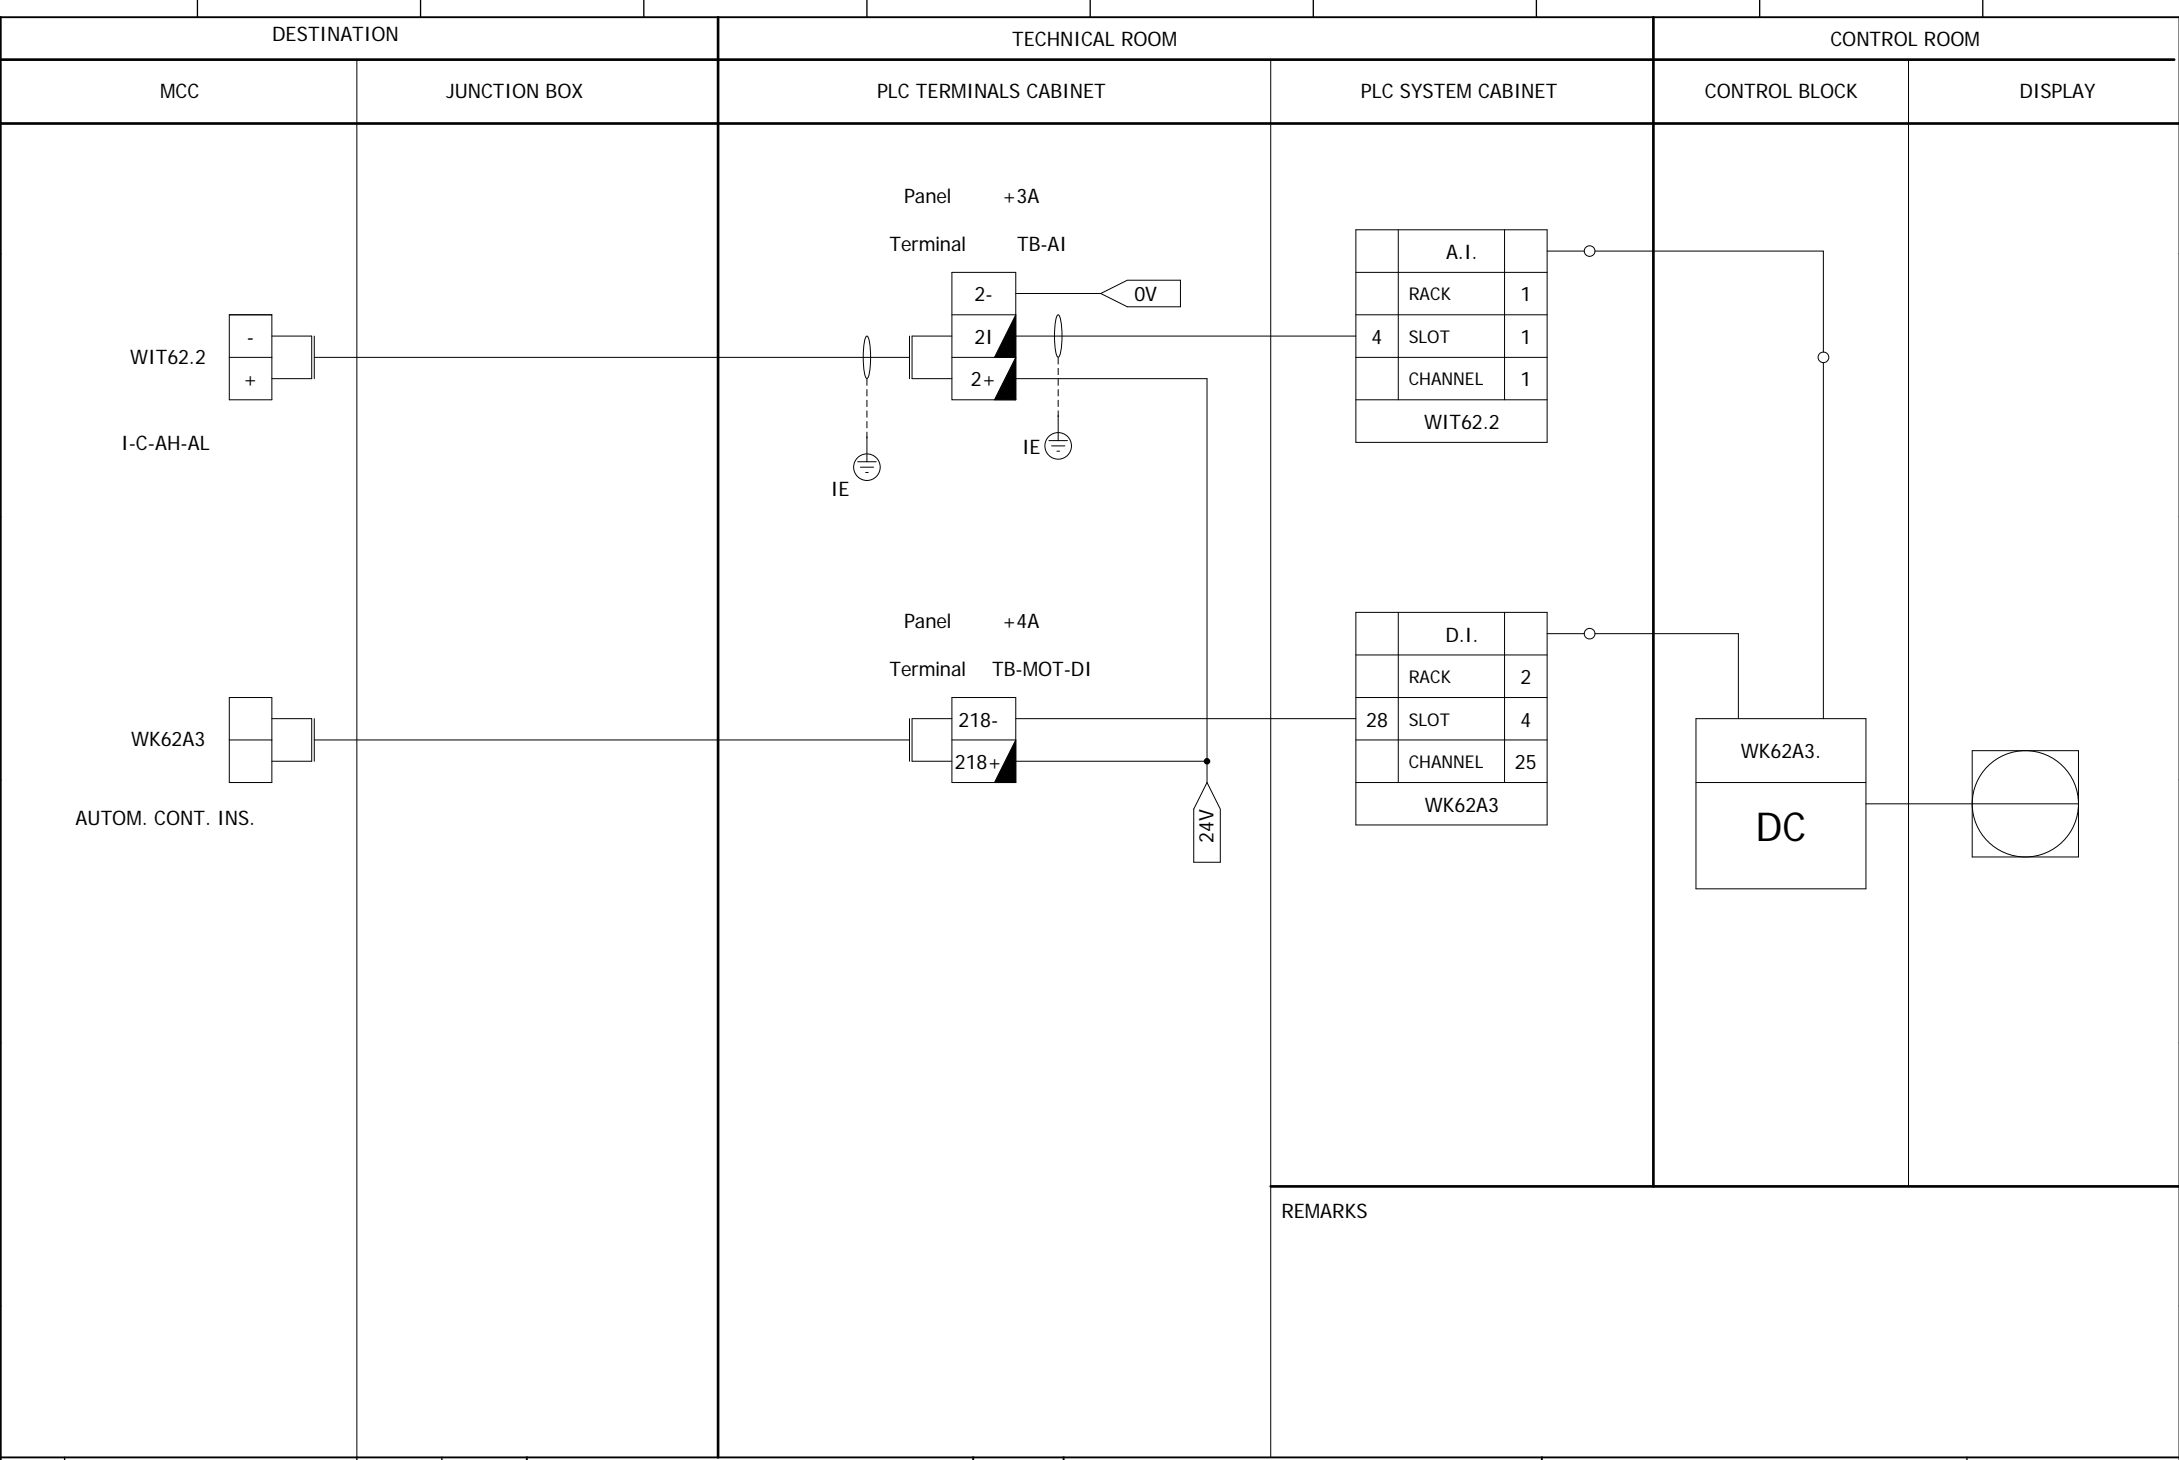 DESTINATION
TECHNICAL ROOM
CONTROL ROOM
MCC
JUNCTION BOX
PLC TERMINALS CABINET
PLC SYSTEM CABINET
CONTROL BLOCK
DISPLAY
Panel +3A
Terminal TB-AI
2-
0V
2I
2+
IE
IE
WIT62.2
-
+
I-C-AH-AL
A.I.
RACK 1
4 SLOT 1
CHANNEL 1
WIT62.2
Panel +4A
Terminal TB-MOT-DI
218-
218+
24V
WK62A3
AUTOM. CONT. INS.
D.I.
RACK 2
28 SLOT 4
CHANNEL 25
WK62A3
WK62A3.
DC
REMARKS